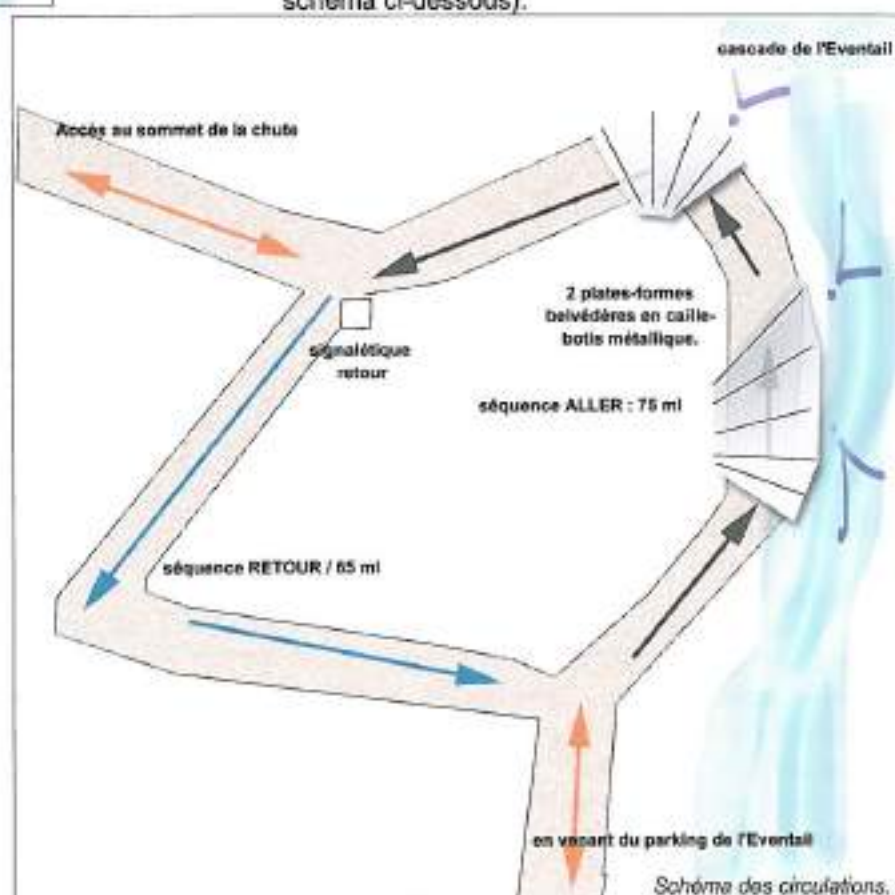 schéma ci-dessous).
cascade de l'Eventail
Accès au sommet de la chute
2 plates-formes
belvédères en caille-
botis métallique.
signalétique
retour
séquence ALLER : 75 ml
séquence RETOUR / 65 ml
en venant du parking de l'Eventail
Schéma des circulations.